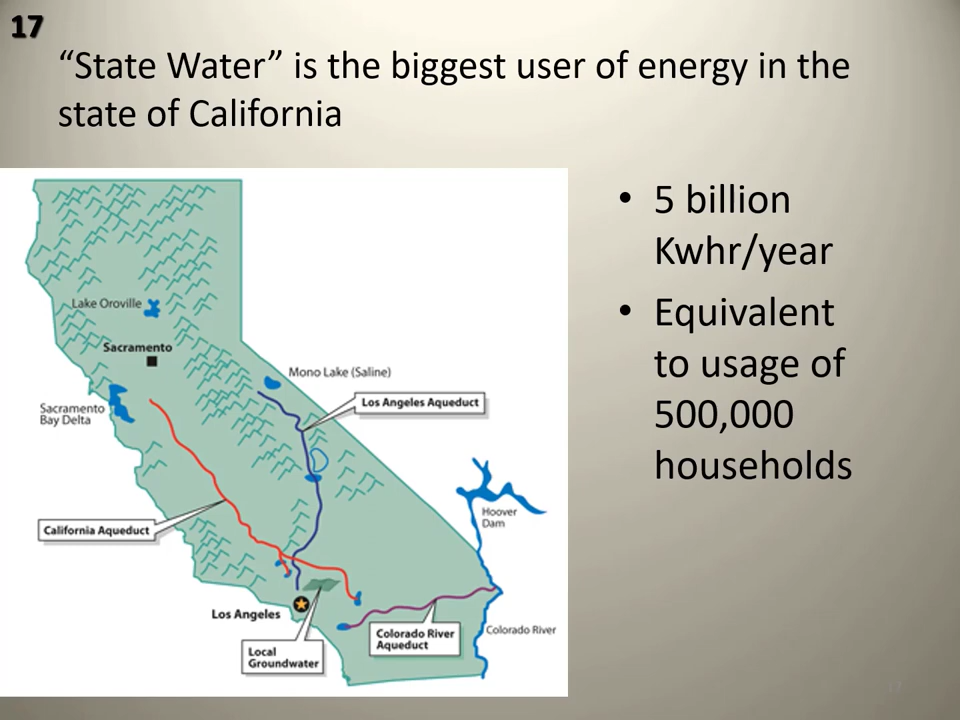 17
“State Water” is the biggest user of energy in the
state of California
Lake Oroville
Sacramento
Mono Lake (Saline)
Los Angeles Aqueduct
Sacramento
Bay Delta
Hoover
Dam
California Aqueduct
Los Angeles
Colorado River
Aqueduct
Colorado River
Local
Groundwater
• 5 billion
Kwhr/year
• Equivalent
to usage of
500,000
households
17